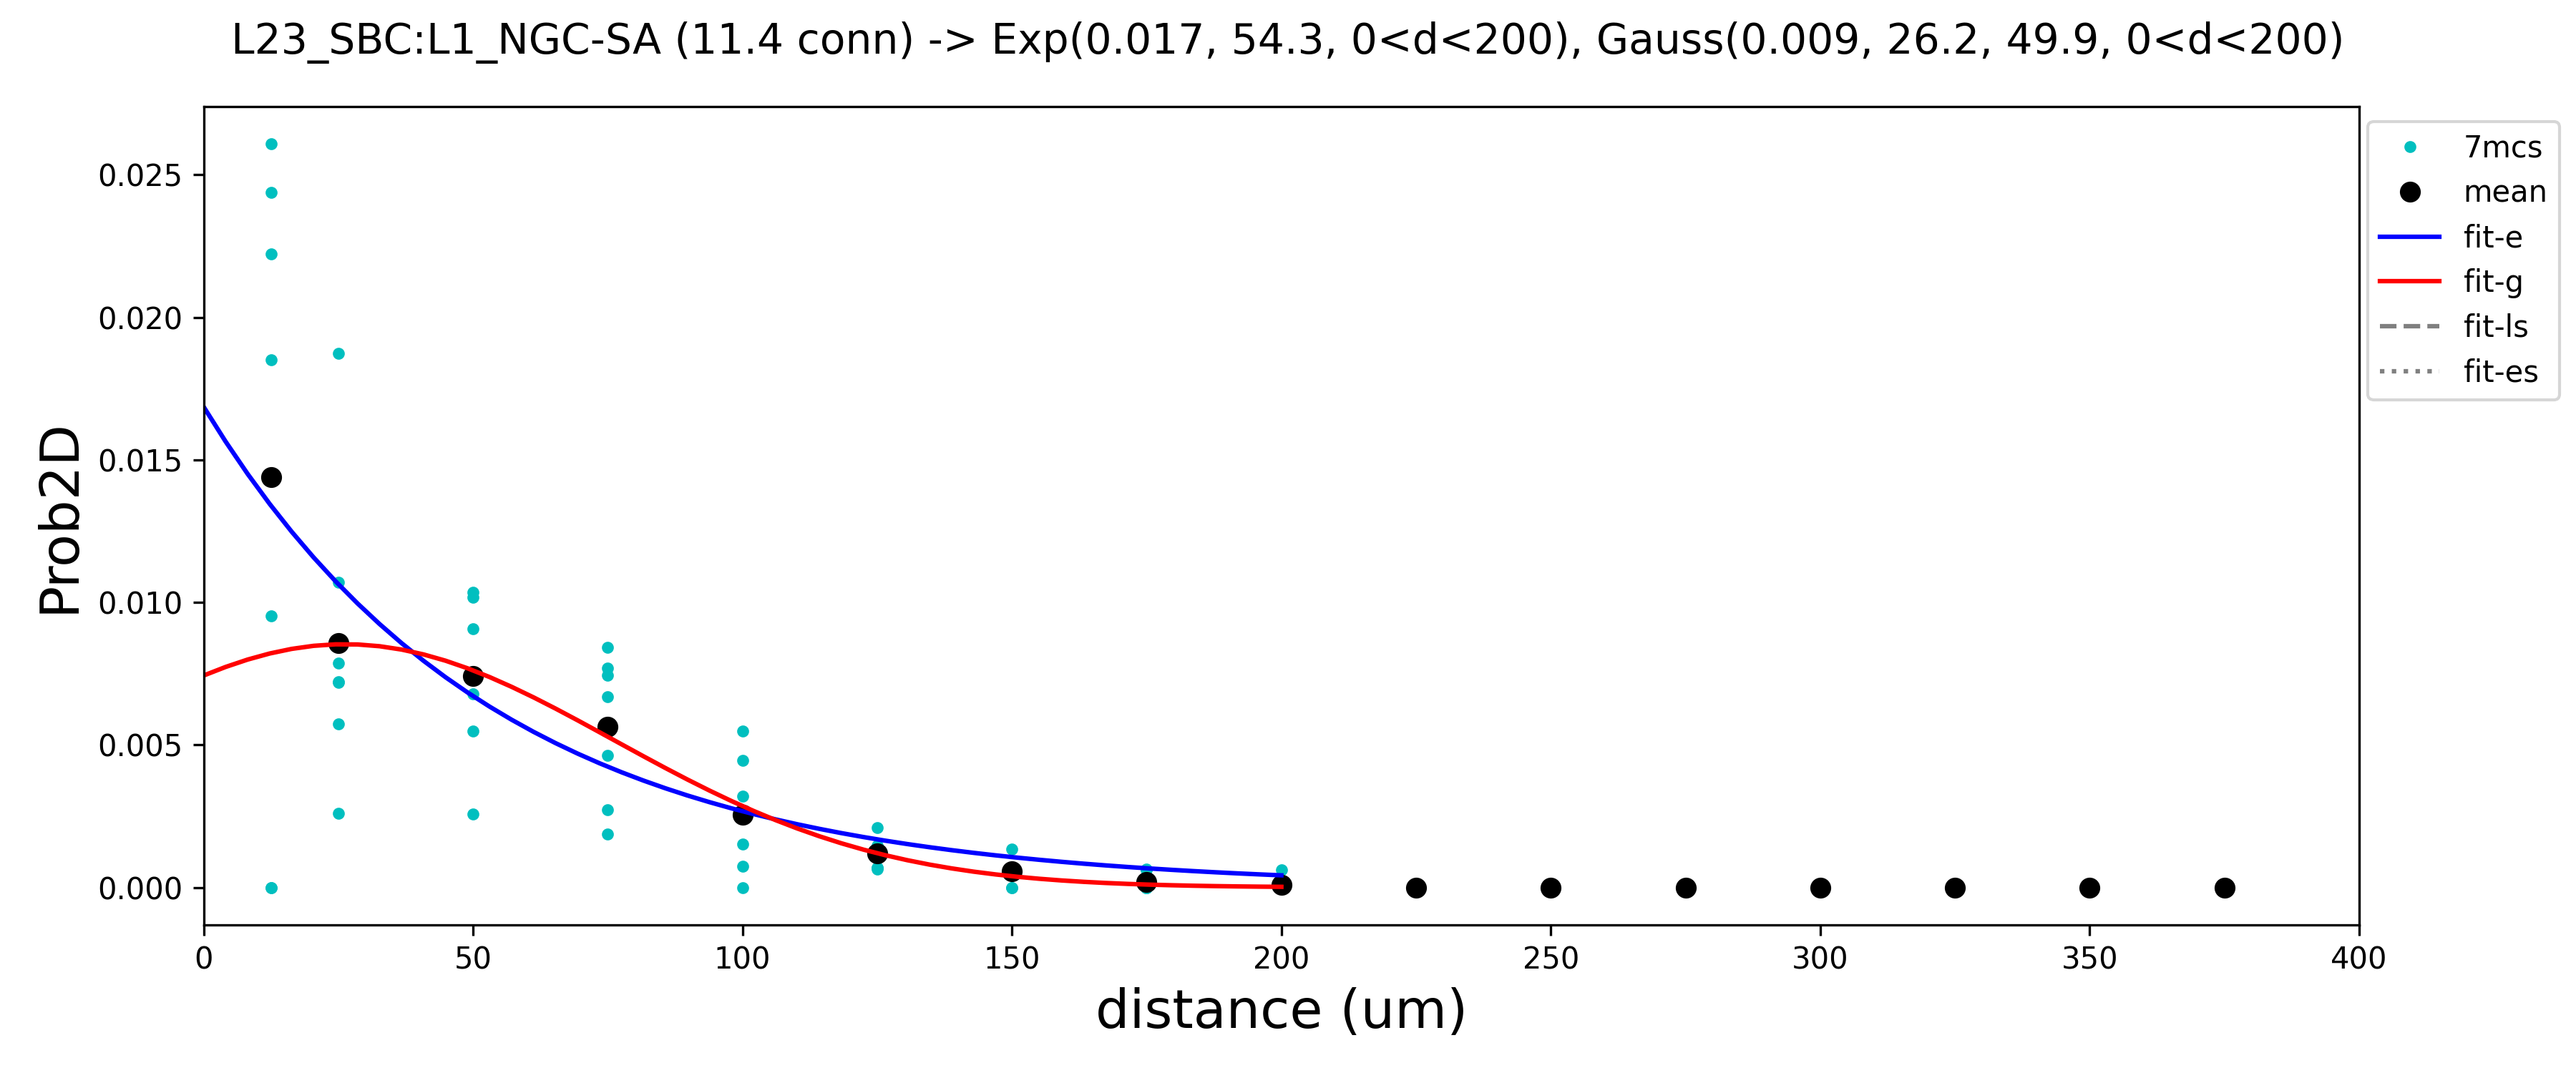 L23_SBC:L1_NGC-SA (11.4 conn) -> Exp(0.017, 54.3, 0<d<200), Gauss(0.009, 26.2, 49.9, 0<d<200)
Prob2D
0.025
0.020
0.015
0.010
0.005
0.000
0 50 100 150 200 250 300 350 400
distance (um)
7mcs
mean
fit-e
fit-g
fit-ls
fit-es